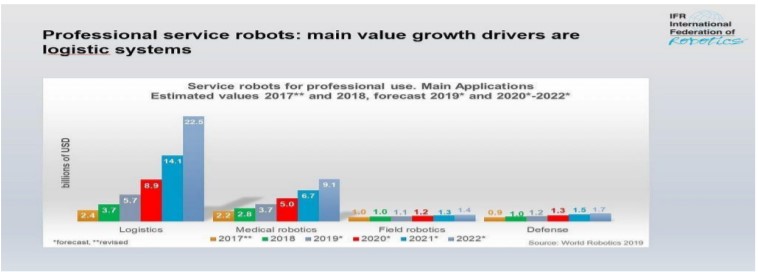 IFR
International
Federation of
Robotics
Professional service robots: main value growth drivers are
logistic systems
Service robots for professional use. Main Applications
Estimated values 2017** and 2018, forecast 2019* and 2020*-2022*
billions of USD
2.4 3.7 5.7 8.9 14.1 22.5
2.2 2.8 3.7 5.0 6.7 9.1
1.0 1.0 1.1 1.2 1.3 1.4
0.9 1.0 1.2 1.3 1.5 1.7
Logistics Medical robotics Field robotics Defense
*forecast, **revised
2017** 2018 2019* 2020* 2021* 2022*
Source: World Robotics 2019